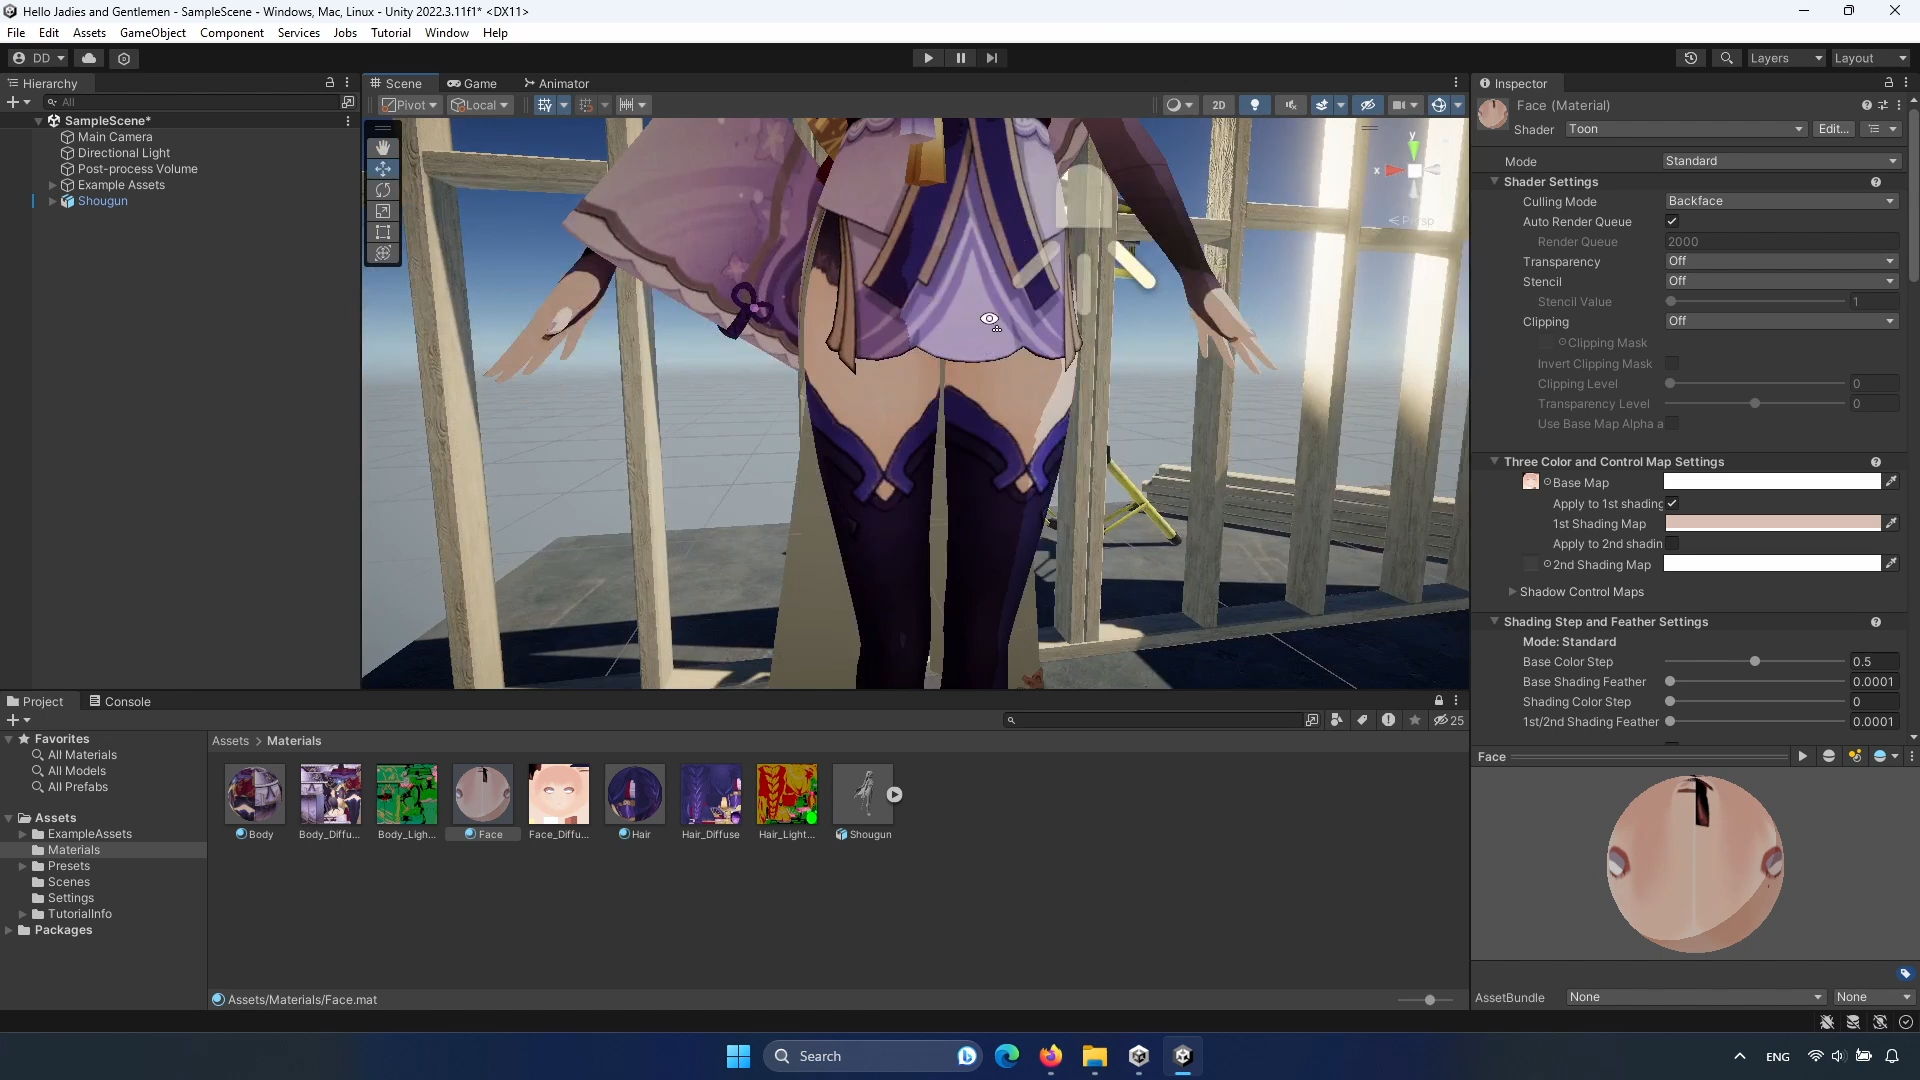 Hello Jadies and Gentlemen - SampleScene - Windows, Mac, Linux - Unity 2022.3.11f1* <DX11>
File Edit Assets GameObject Component Services Jobs Tutorial Window Help
DD Layers Layout
Hierarchy
All
SampleScene*
Main Camera
Directional Light
Post-process Volume
Example Assets
Shougun
Scene Game Animator
Pivot Local 2D
y
x
Persp
Inspector
Face (Material)
Shader Toon Edit...
Mode Standard
Shader Settings
Culling Mode Backface
Auto Render Queue
Render Queue 2000
Transparency Off
Stencil Off
Stencil Value 1
Clipping Off
Clipping Mask
Invert Clipping Mask
Clipping Level 0
Transparency Level 0
Use Base Map Alpha a
Three Color and Control Map Settings
Base Map
Apply to 1st shading
1st Shading Map
Apply to 2nd shadin
2nd Shading Map
Shadow Control Maps
Shading Step and Feather Settings
Mode: Standard
Base Color Step 0.5
Base Shading Feather 0.0001
Shading Color Step 0
1st/2nd Shading Feather 0.0001
Face
AssetBundle None None
Project Console
25
Favorites
All Materials
All Models
All Prefabs
Assets
ExampleAssets
Materials
Presets
Scenes
Settings
TutorialInfo
Packages
Assets > Materials
Body Body_Diffu... Body_Ligh... Face Face_Diffu... Hair Hair_Diffuse Hair_Light... Shougun
Assets/Materials/Face.mat
Search
ENG